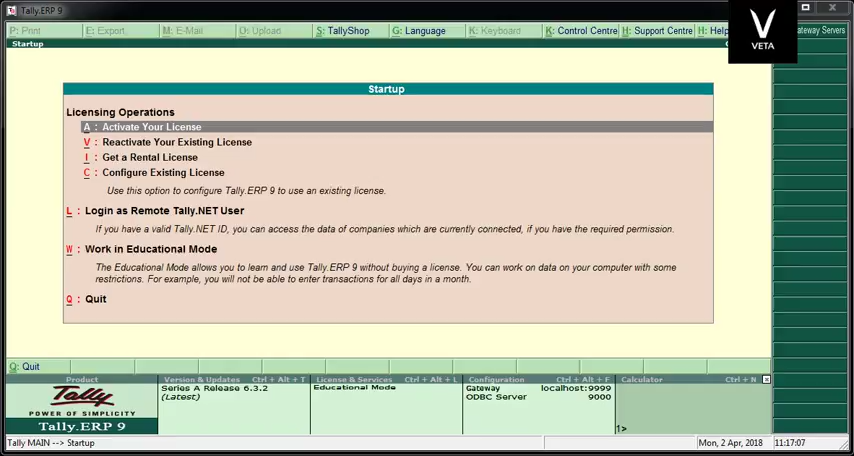 Tally.ERP 9
P: Print E: Export M: E-Mail O: Upload S: TallyShop G: Language K: Keyboard K: Control Centre H: Support Centre H: Help Gateway Servers
VETA
Startup
Startup
Licensing Operations
A : Activate Your License
V : Reactivate Your Existing License
I : Get a Rental License
C : Configure Existing License
Use this option to configure Tally.ERP 9 to use an existing license.
L : Login as Remote Tally.NET User
If you have a valid Tally.NET ID, you can access the data of companies which are currently connected, if you have the required permission.
W : Work in Educational Mode
The Educational Mode allows you to learn and use Tally.ERP 9 without buying a license. You can work on data on your computer with some
restrictions. For example, you will not be able to enter transactions for all days in a month.
Q : Quit
Q: Quit
Product Version & Updates Ctrl + Alt + T License & Services Ctrl + Alt + L Configuration Ctrl + Alt + F Calculator Ctrl + N
Series A Release 6.3.2 Educational Mode Gateway localhost:9999
(Latest) ODBC Server 9000
Tally
POWER OF SIMPLICITY
Tally.ERP 9
1>
Tally MAIN --> Startup Mon, 2 Apr, 2018 11:17:07